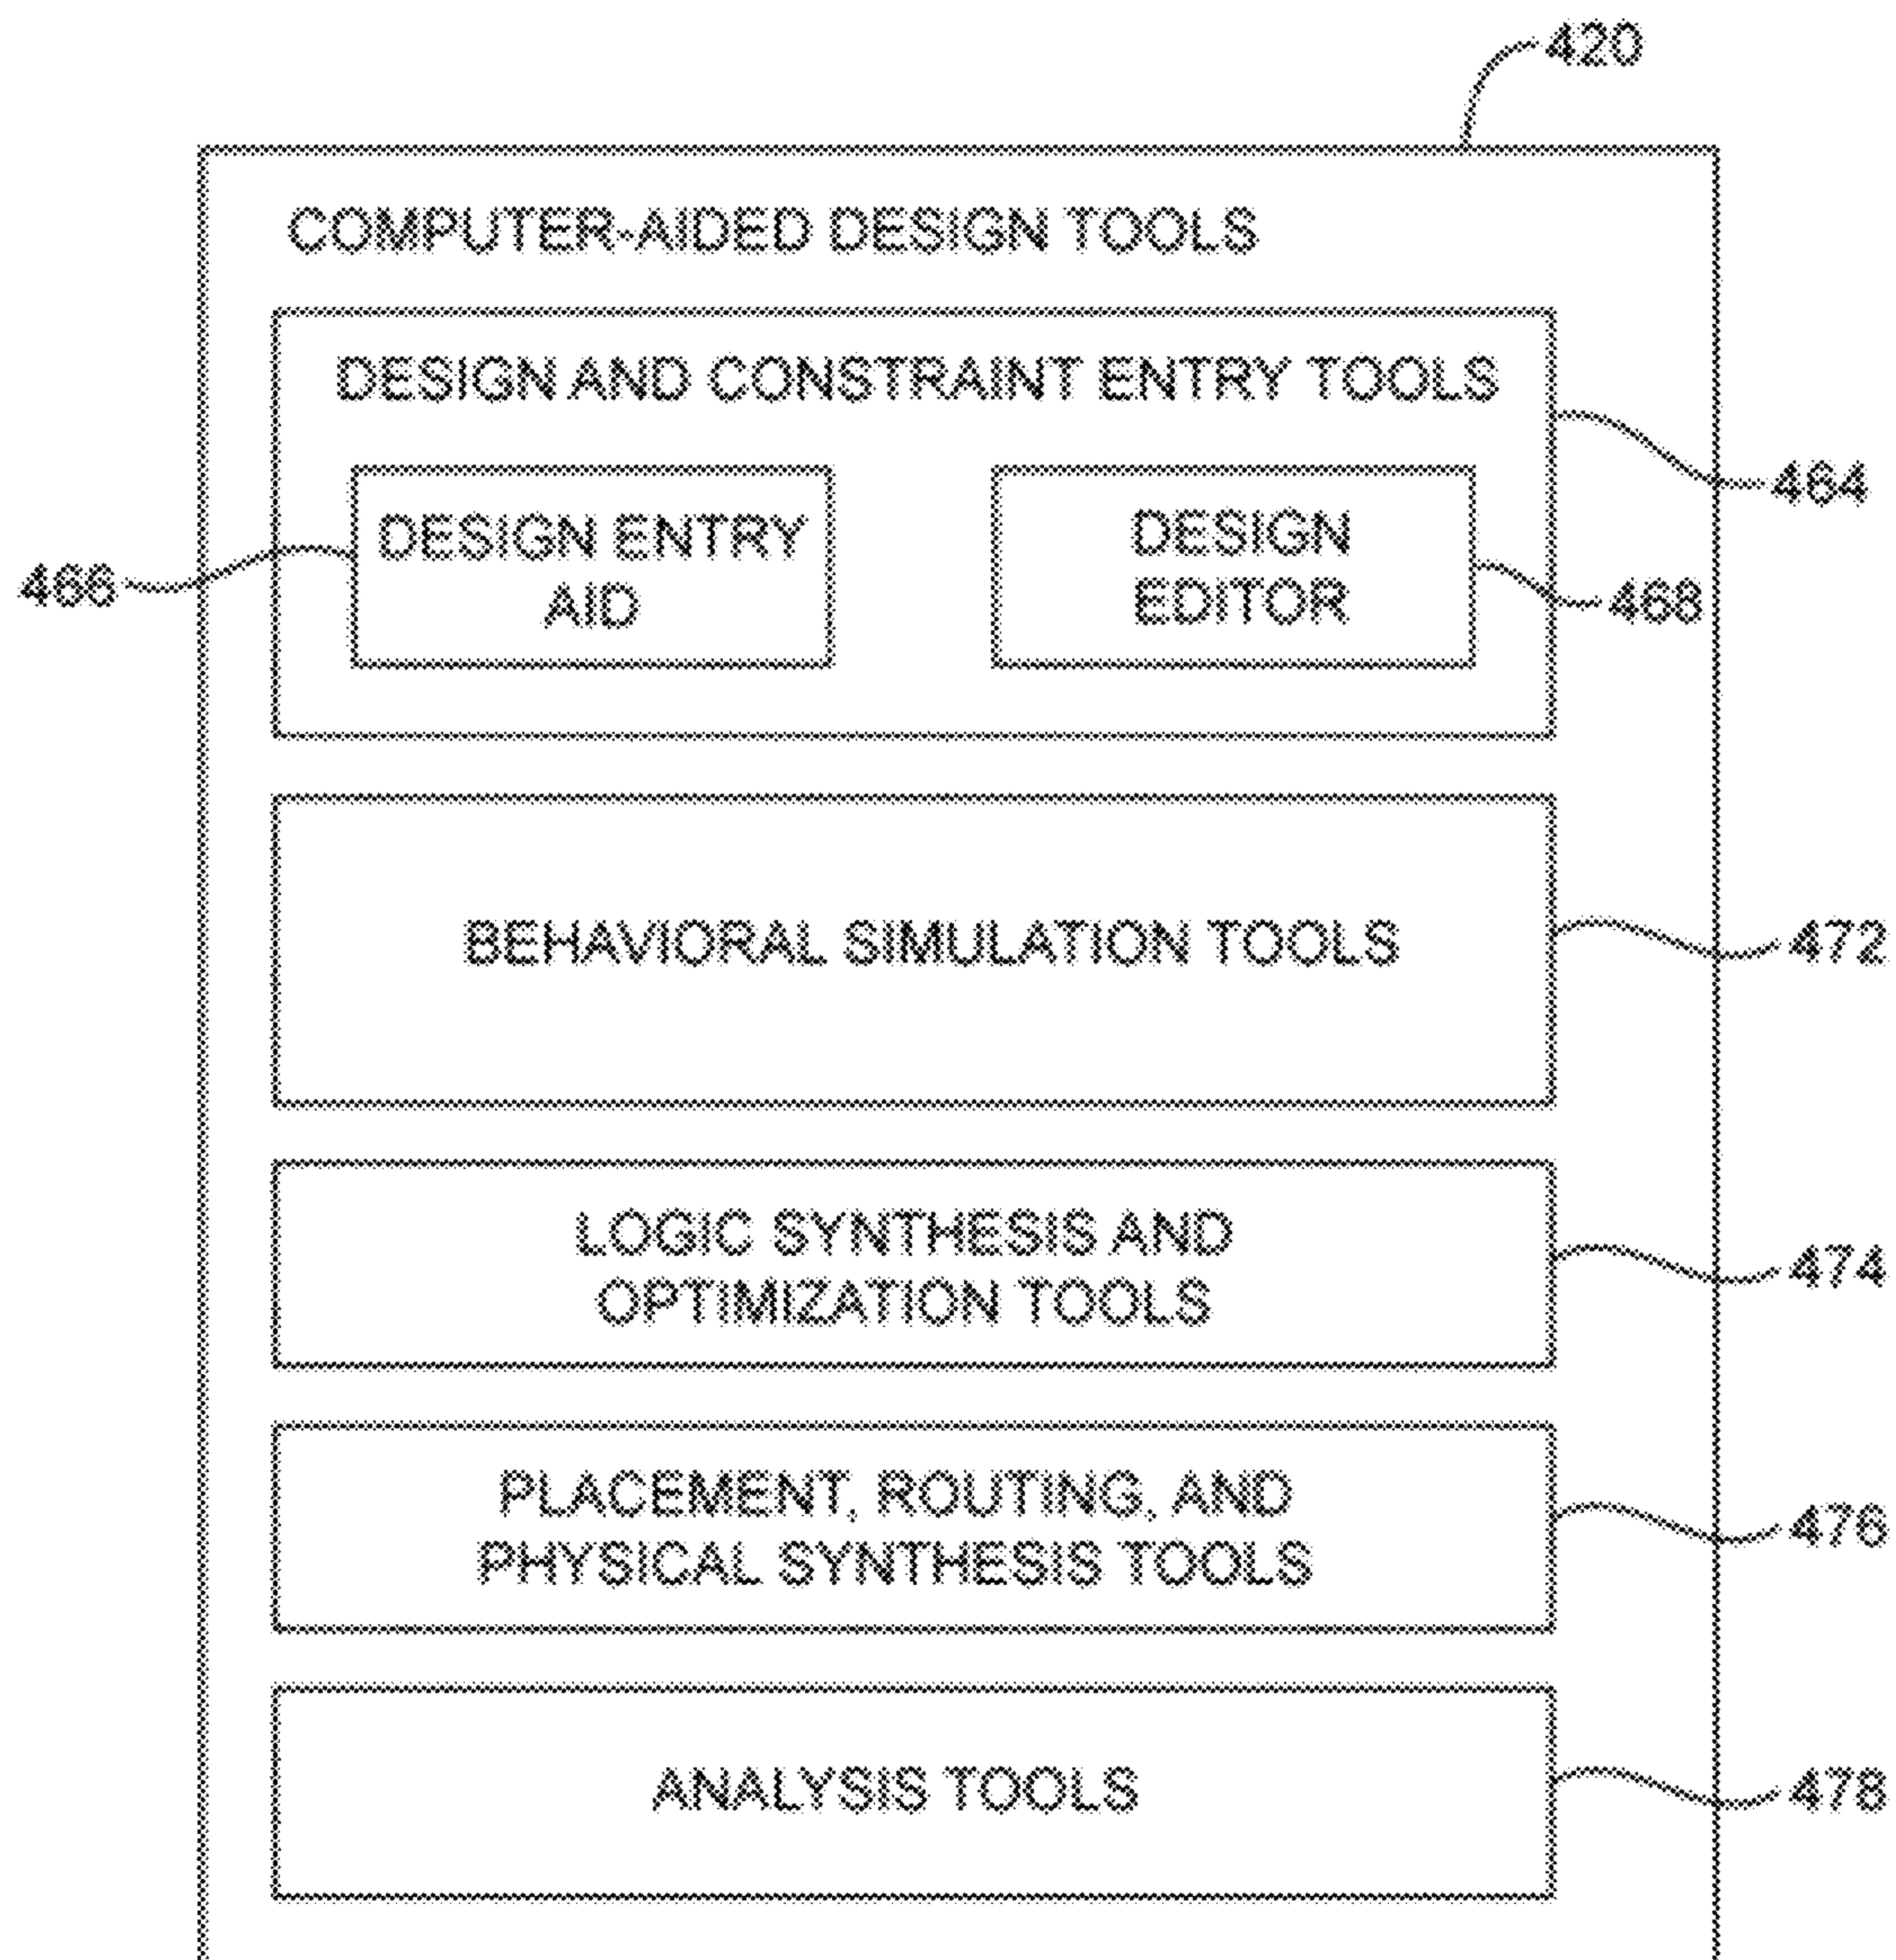 420
COMPUTER-AIDED DESIGN TOOLS
DESIGN AND CONSTRAINT ENTRY TOOLS
464
DESIGN ENTRY
AID
466
DESIGN
EDITOR
468
BEHAVIORAL SIMULATION TOOLS
472
LOGIC SYNTHESIS AND
OPTIMIZATION TOOLS
474
PLACEMENT, ROUTING, AND
PHYSICAL SYNTHESIS TOOLS
476
ANALYSIS TOOLS
478